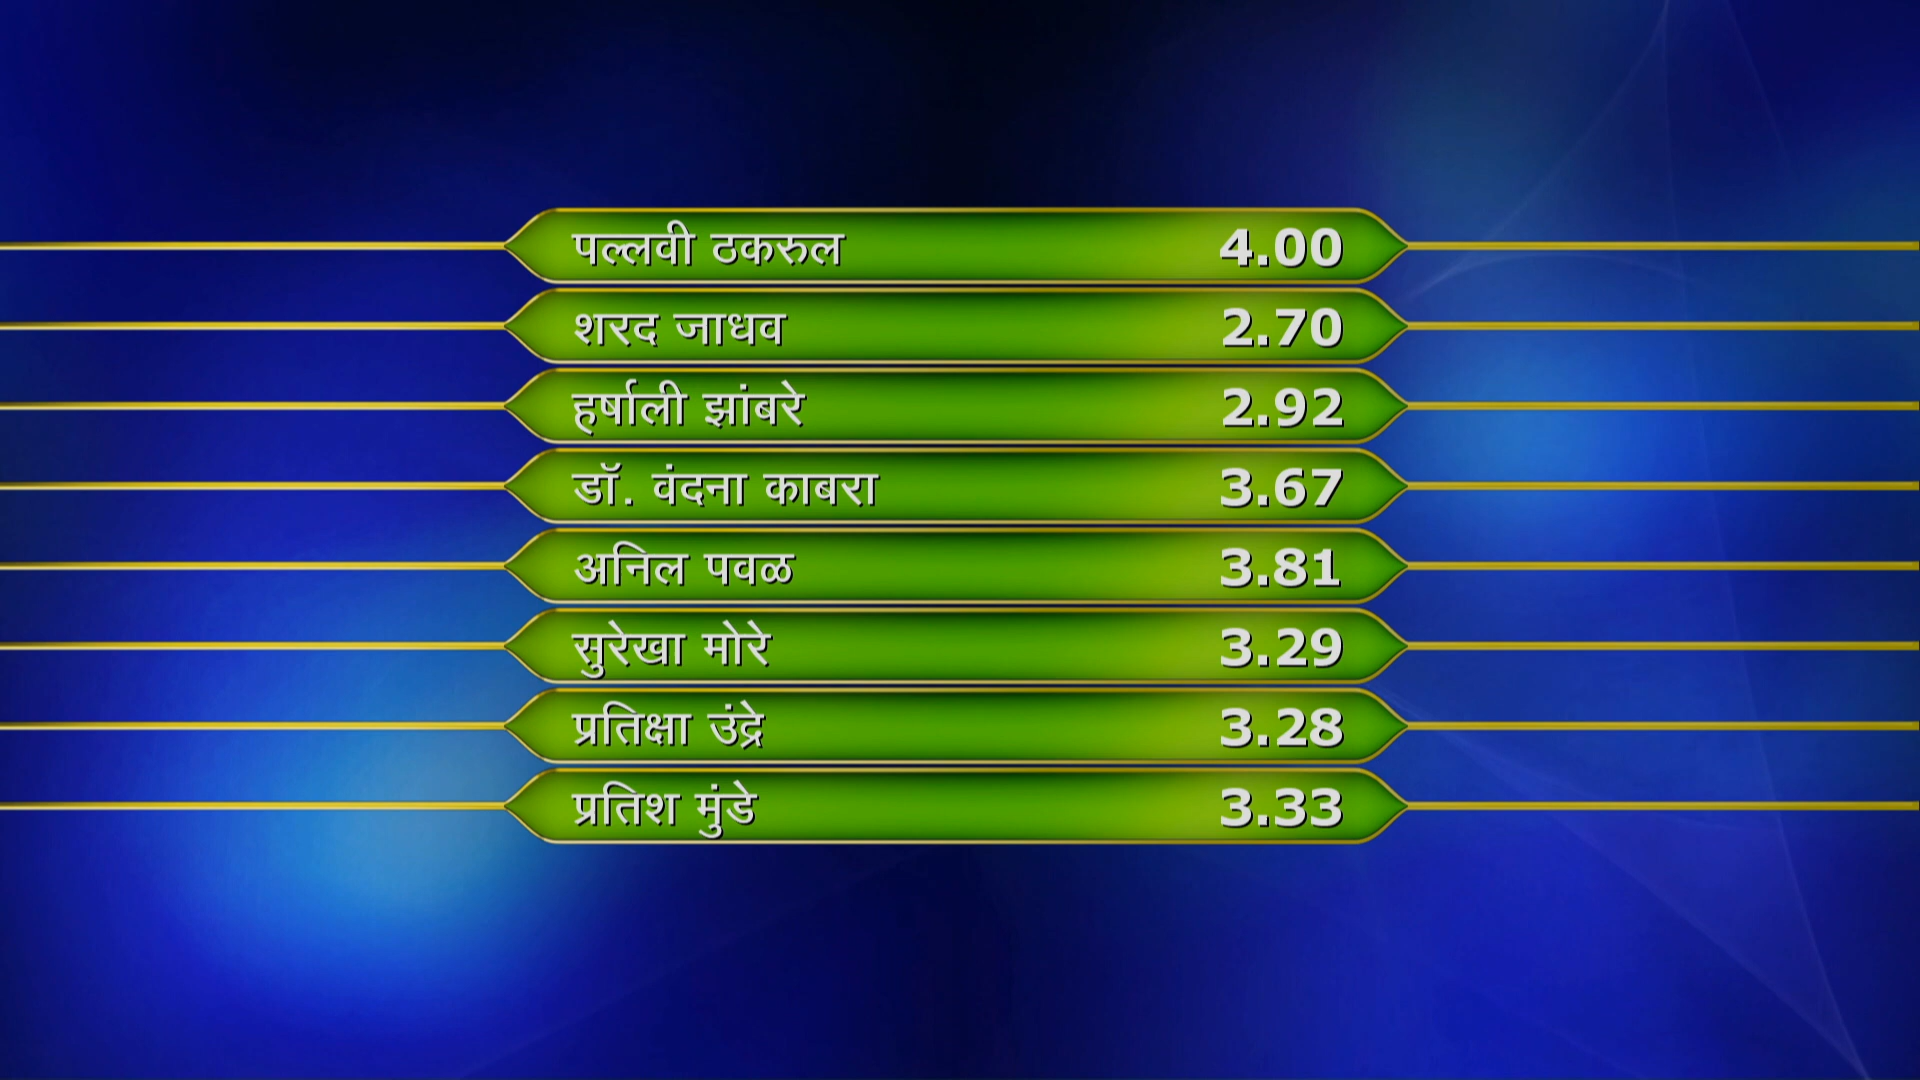 पल्लवी ठकरुल 4.00
शरद जाधव 2.70
हर्षाली झांबरे 2.92
डॉ. वंदना काबरा 3.67
अनिल पवळ 3.81
सुरेखा मोरे 3.29
प्रतिक्षा उंद्रे 3.28
प्रतिश मुंडे 3.33